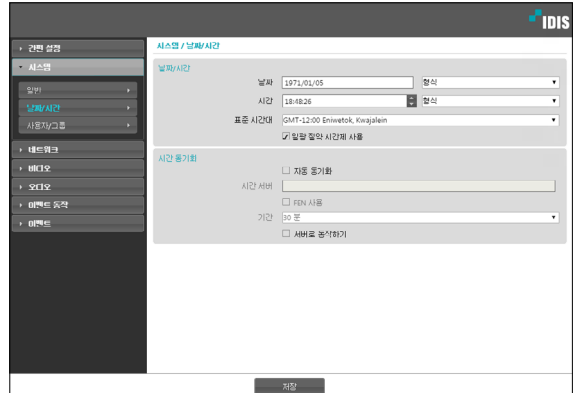 IDIS
간편 설정
시스템
일반
날짜/시간
사용자/그룹
네트워크
비디오
오디오
이벤트 동작
이벤트
시스템 / 날짜/시간
날짜/시간
날짜 1971/01/05 형식
시간 18:48:26 형식
표준 시간대 GMT-12:00 Eniwetok, Kwajalein
일광 절약 시간제 사용
시간 동기화
자동 동기화
시간 서버
FEN 사용
기간 30 분
서버로 동작하기
저장